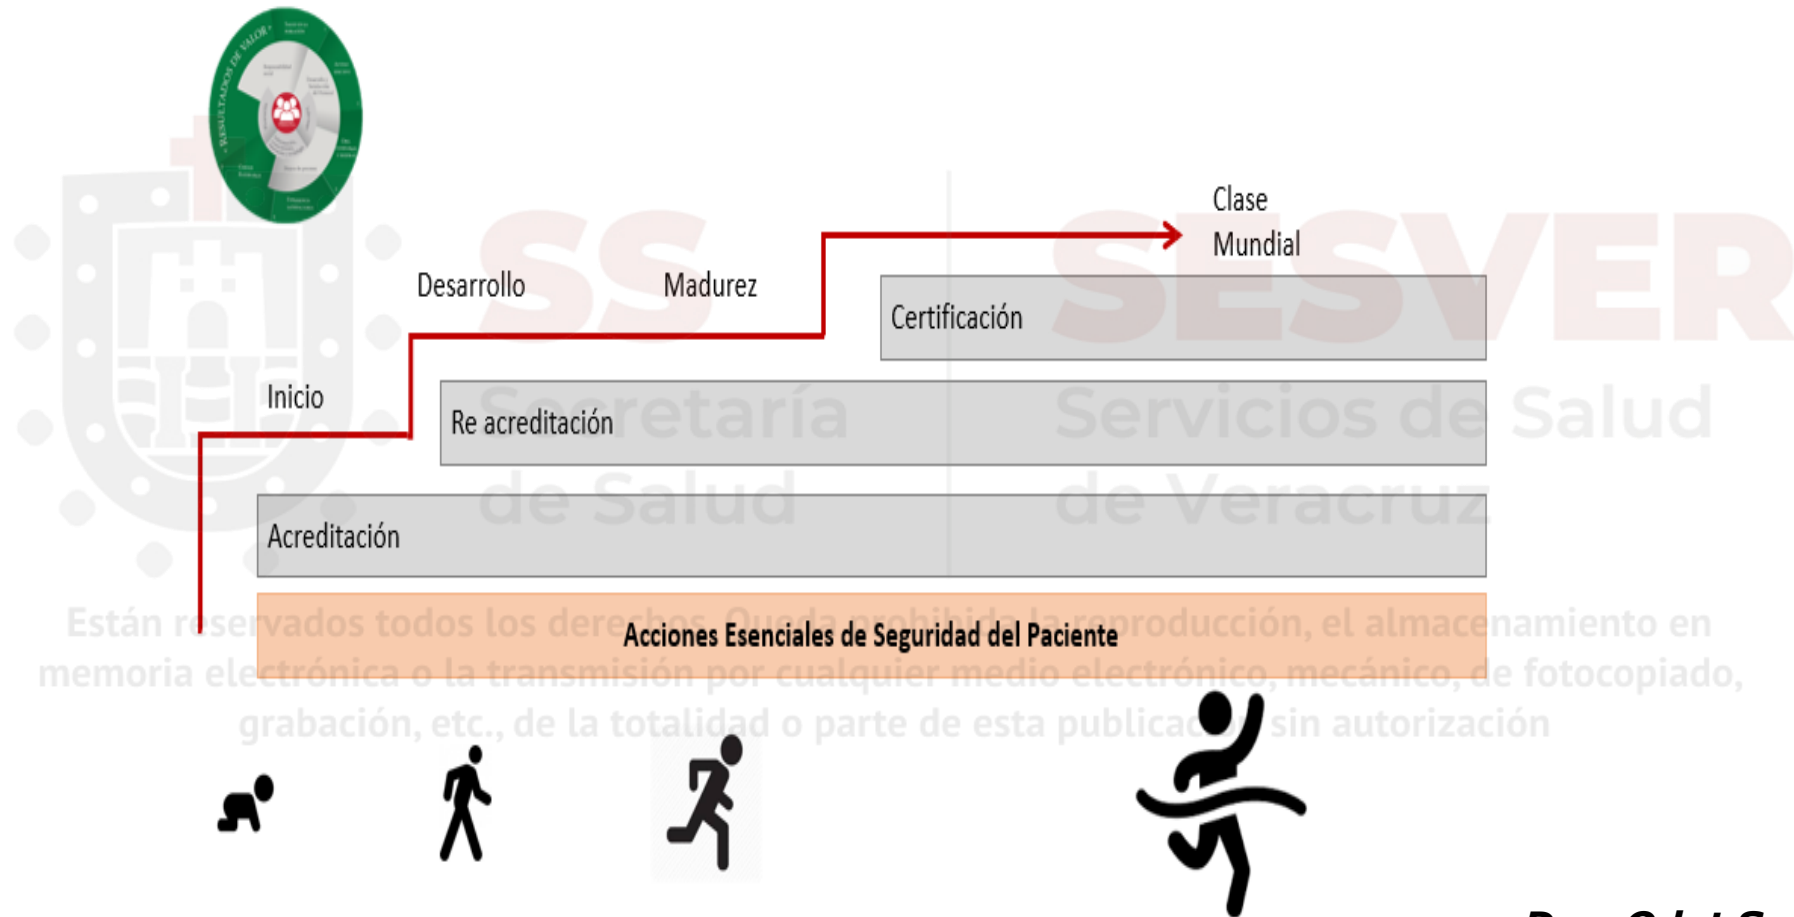 RESULTADOS DE VALOR
Clase
Mundial
Desarrollo
Madurez
Certificación
SS
SESVER
Inicio
Re acreditación
Secretaría
de Salud
Servicios de Salud
de Veracruz
Acreditación
Acciones Esenciales de Seguridad del Paciente
Están reservados todos los derechos. Queda prohibida la reproducción, el almacenamiento en
memoria electrónica o la transmisión por cualquier medio electrónico, mecánico, de fotocopiado,
grabación, etc., de la totalidad o parte de esta publicación sin autorización